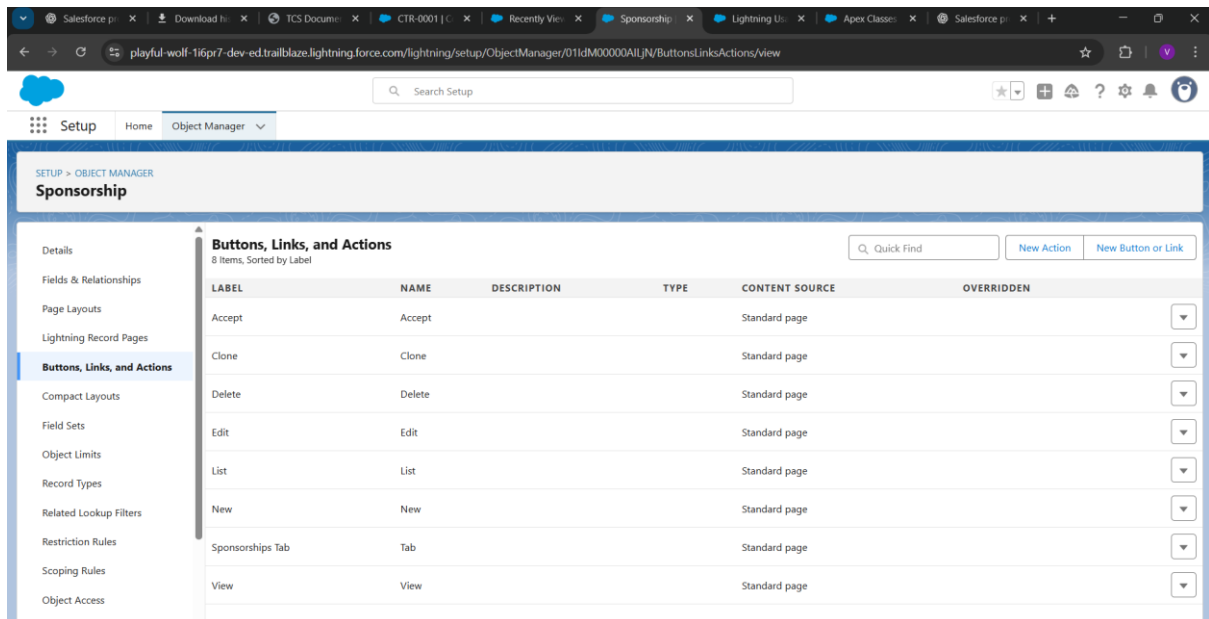 Salesforce pr
Download hi
TCS Docume
CTR-0001 | C
Recently Viev
Sponsorship
Lightning Us
Apex Classes
Salesforce pr
playful-wolf-1i6pr7-dev-ed.trailblaze.lightning.force.com/lightning/setup/ObjectManager/01IdM00000AlLjN/ButtonsLinksActions/view
V
Search Setup
Setup Home Object Manager
SETUP > OBJECT MANAGER
Sponsorship
Details
Fields & Relationships
Page Layouts
Lightning Record Pages
Buttons, Links, and Actions
Compact Layouts
Field Sets
Object Limits
Record Types
Related Lookup Filters
Restriction Rules
Scoping Rules
Object Access
Buttons, Links, and Actions
8 Items, Sorted by Label
Quick Find
New Action
New Button or Link
LABEL NAME DESCRIPTION TYPE CONTENT SOURCE OVERRIDDEN
Accept Accept Standard page
Clone Clone Standard page
Delete Delete Standard page
Edit Edit Standard page
List List Standard page
New New Standard page
Sponsorships Tab Tab Standard page
View View Standard page